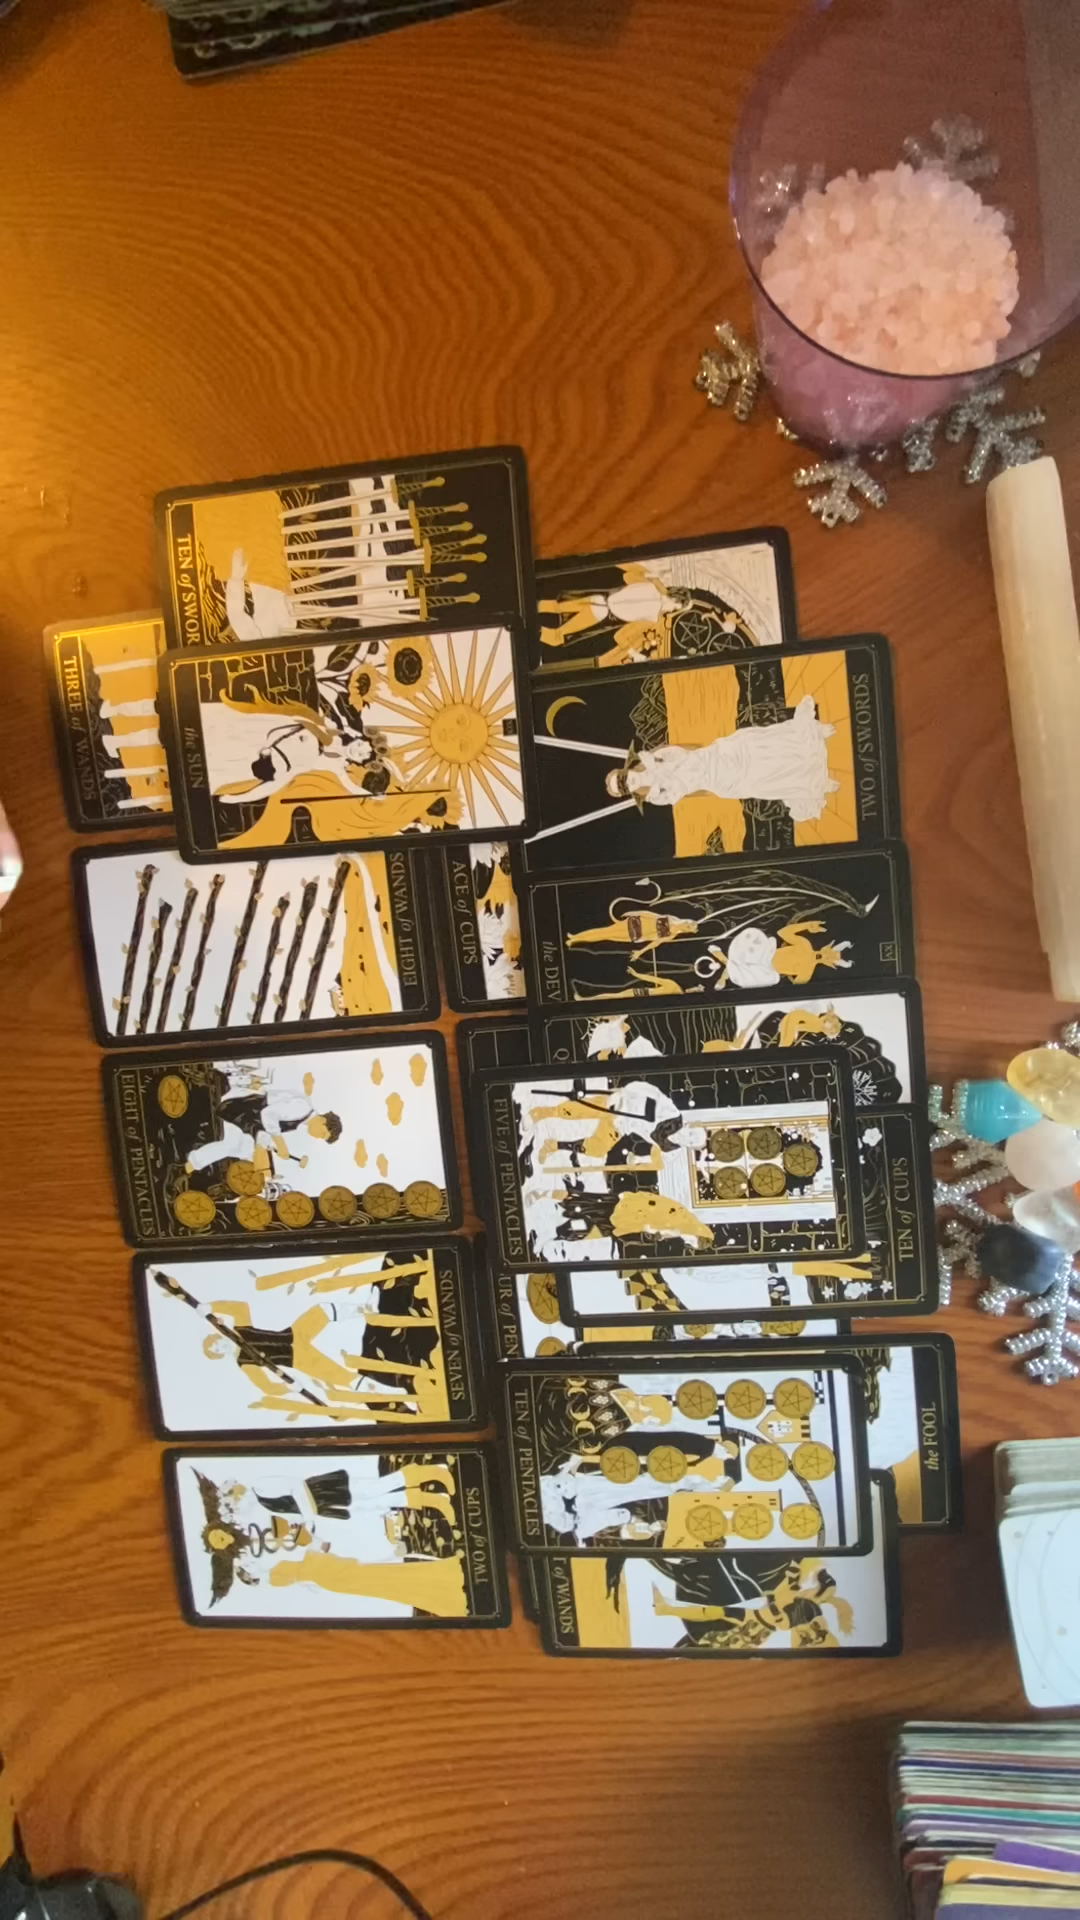 TEN of SWOR
THREE of WANDS
the SUN
TWO of SWORDS
EIGHT of WANDS
ACE of CUPS
the DEV
XV
Q
EIGHT of PENTACLES
FIVE of PENTACLES
TEN of CUPS
SEVEN of WANDS
UR of PEN
TEN of PENTACLES
the FOOL
TWO of CUPS
of WANDS